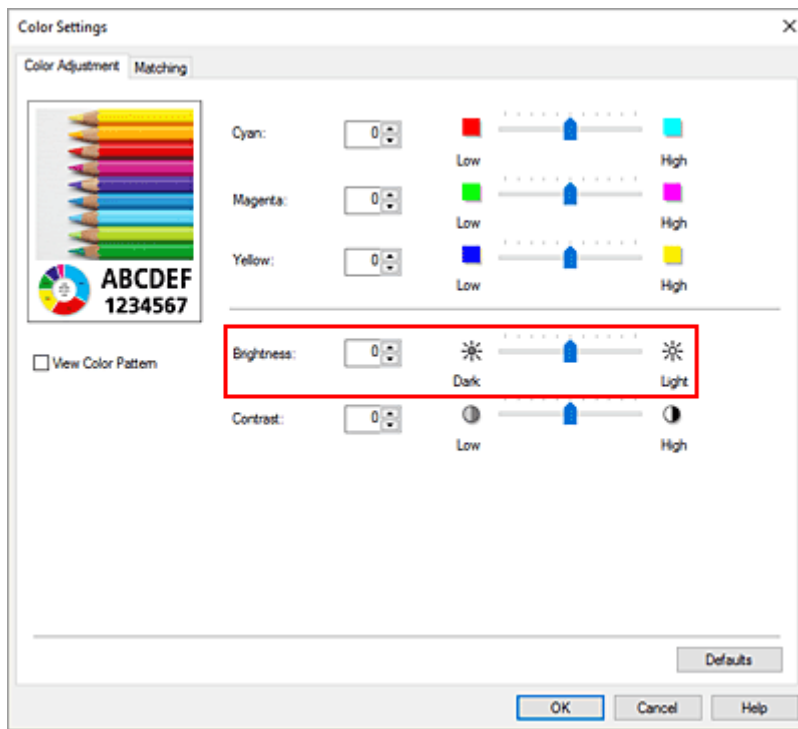 Color Settings
Color Adjustment Matching
Cyan: 0
Low High
Magenta: 0
Low High
Yellow: 0
Low High
ABCDEF
1234567
View Color Pattern
Brightness: 0
Dark Light
Contrast: 0
Low High
Defaults
OK Cancel Help